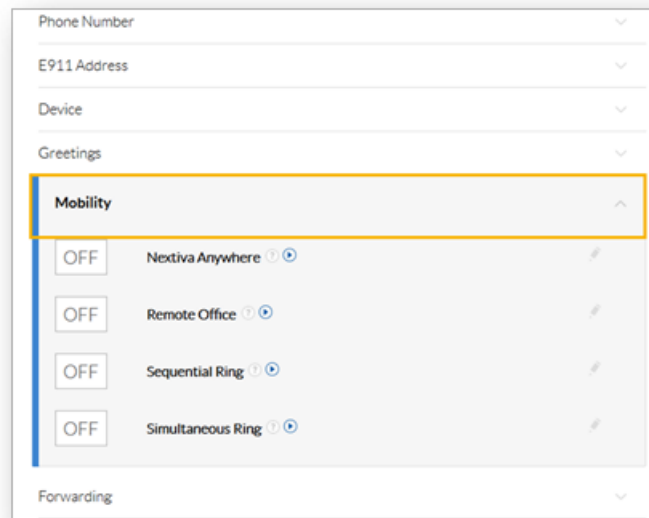 Phone Number
E911 Address
Device
Greetings
Mobility
OFF Nextiva Anywhere ?
OFF Remote Office ?
OFF Sequential Ring ?
OFF Simultaneous Ring ?
Forwarding